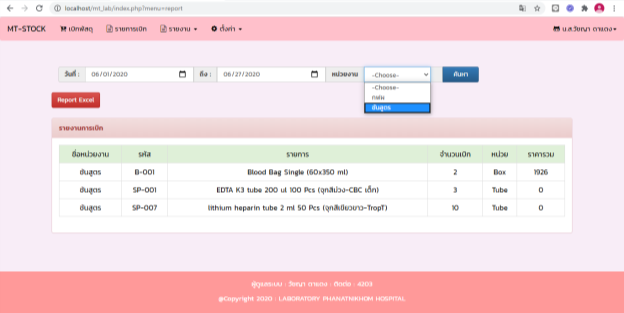 localhost/mt_lab/index.php?menu=report
MT-STOCK เบิกพัสดุ รายการเบิก รายงาน ตั้งค่า น.ส.วัชณา ดาแดง
วันที่ : 06/01/2020 ถึง : 06/27/2020 หน่วยงาน -Choose- ค้นหา
-Choose-
ชันสูตร
Report Excel
รายงานการเบิก
ชื่อหน่วยงาน รหัส รายการ จำนวนเบิก หน่วย ราคารวม
ชันสูตร B-001 Blood Bag Single (60x350 ml) 2 Box 1926
ชันสูตร SP-001 EDTA K3 tube 200 ul 100 Pcs (จุกสีม่วง-CBC เด็ก) 3 Tube 0
ชันสูตร SP-007 lithium heparin tube 2 ml 50 Pcs (จุกสีเขียวขาว-TropT) 10 Tube 0
ผู้ดูแลระบบ : วัชณา ดาแดง : ติดต่อ : 4203
@Copyright 2020 : LABORATORY PHANATNIKHOM HOSPITAL